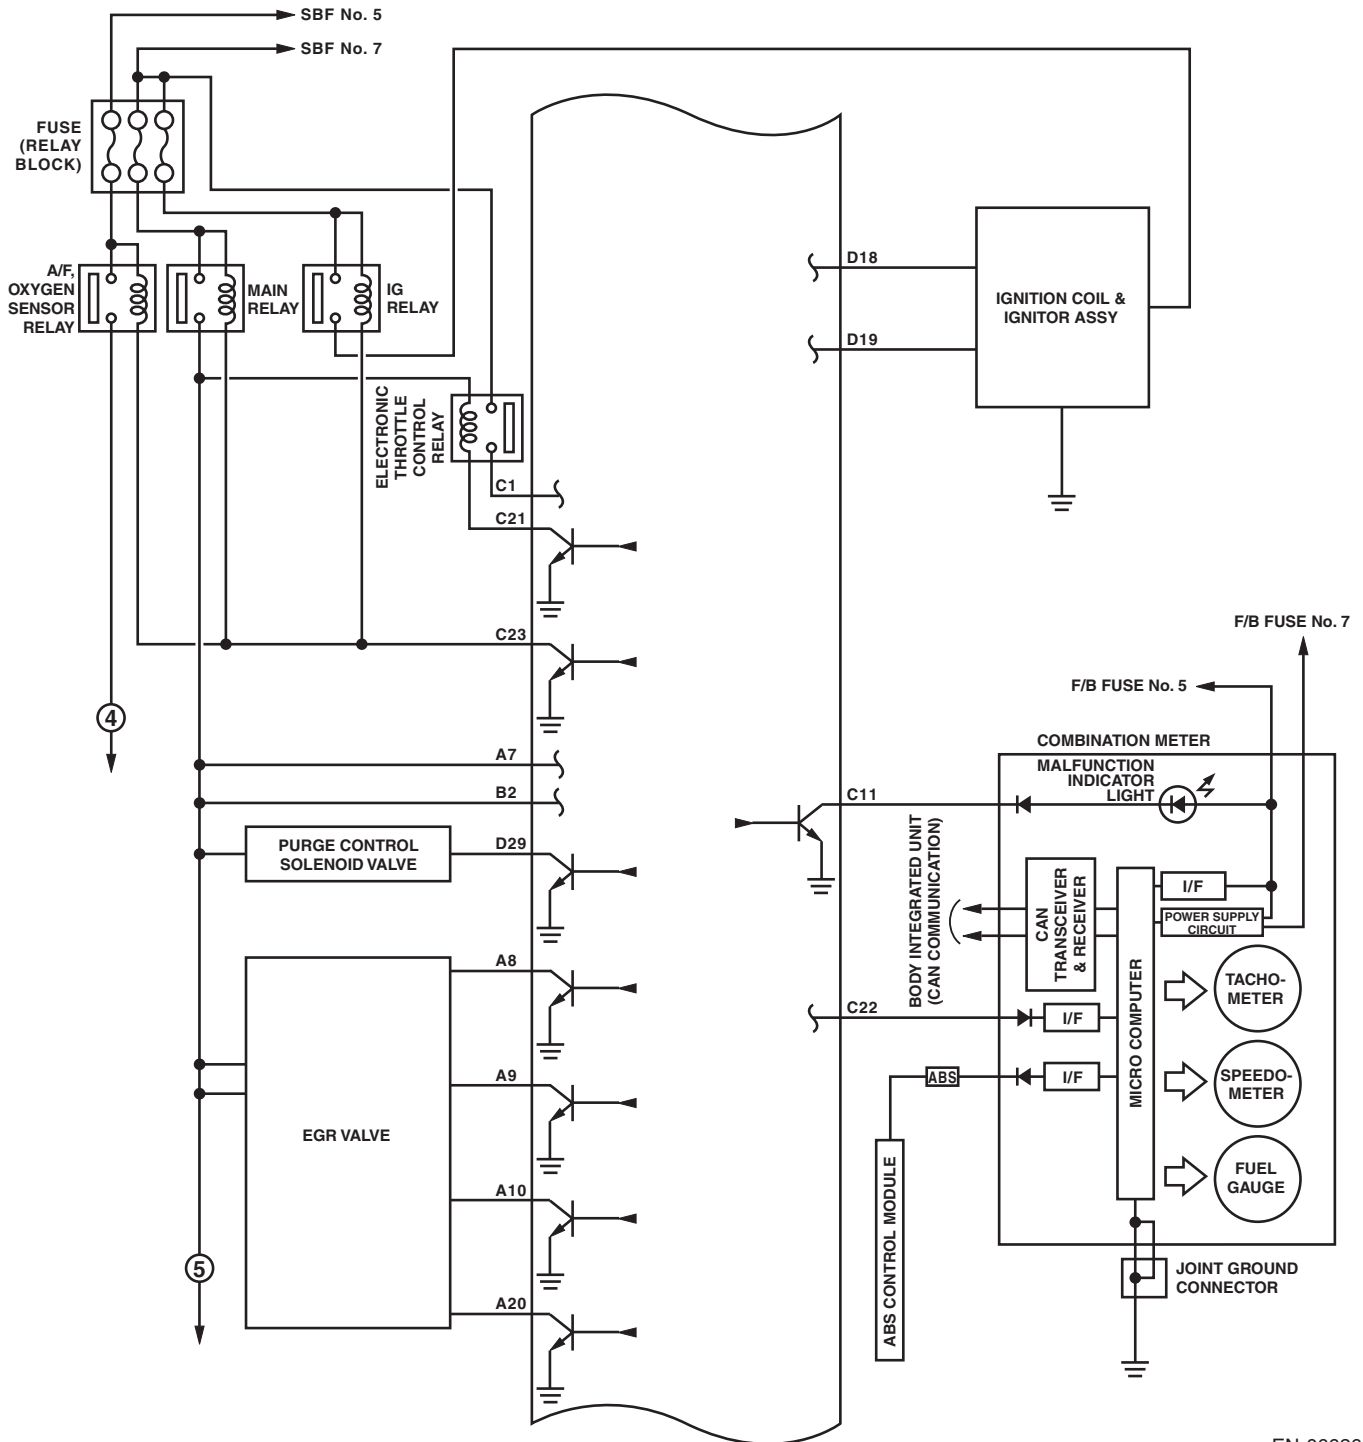 SBF No. 5
SBF No. 7
FUSE
(RELAY
BLOCK)
A/F,
OXYGEN
SENSOR
RELAY
MAIN
RELAY
IG
RELAY
ELECTRONIC
THROTTLE
CONTROL
RELAY
C1
C21
C23
4
A7
B2
PURGE CONTROL
SOLENOID VALVE
D29
A8
A9
EGR VALVE
A10
A20
5
D18
D19
IGNITION COIL &
IGNITOR ASSY
F/B FUSE No. 7
F/B FUSE No. 5
COMBINATION METER
MALFUNCTION
INDICATOR
LIGHT
C11
BODY INTEGRATED UNIT
(CAN COMMUNICATION)
CAN
TRANSCEIVER
& RECEIVER
MICRO COMPUTER
I/F
POWER SUPPLY
CIRCUIT
TACHO-
METER
C22
I/F
ABS
I/F
SPEEDO-
METER
FUEL
GAUGE
ABS CONTROL MODULE
JOINT GROUND
CONNECTOR